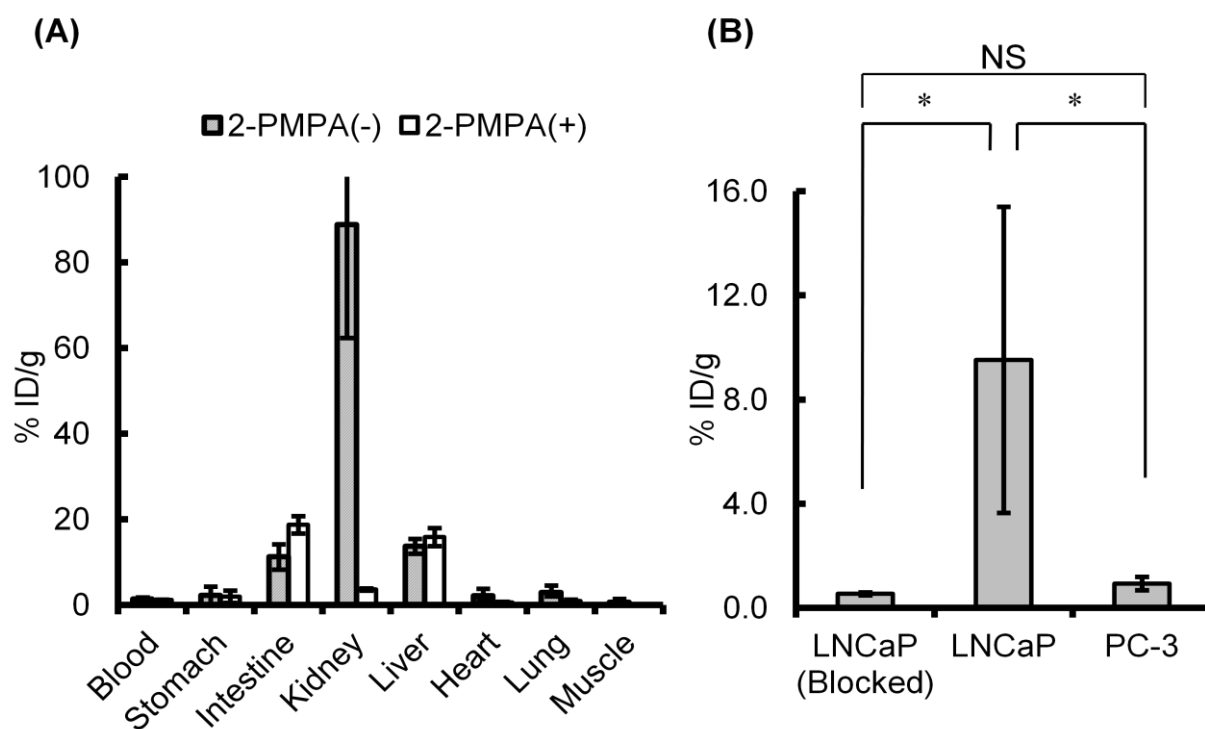 (A)
2-PMPA(-) 2-PMPA(+)
100
80
60
40
20
0
% ID/g
Blood
Stomach
Intestine
Kidney
Liver
Heart
Lung
Muscle
(B)
NS
* *
16.0
12.0
8.0
4.0
0.0
% ID/g
LNCaP LNCaP PC-3
(Blocked)